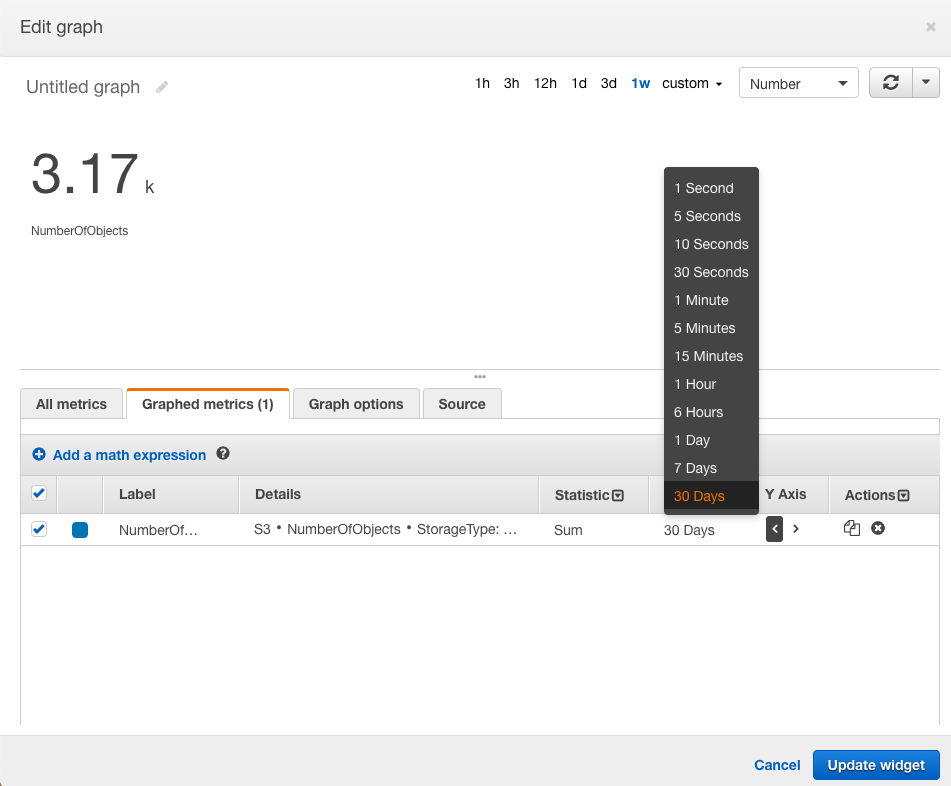 Edit graph
Untitled graph
1h 3h 12h 1d 3d 1w custom
Number
3.17 k
NumberOfObjects
1 Second
5 Seconds
10 Seconds
30 Seconds
1 Minute
5 Minutes
15 Minutes
1 Hour
6 Hours
1 Day
7 Days
30 Days
All metrics
Graphed metrics (1)
Graph options
Source
Add a math expression
Label Details Statistic Y Axis Actions
NumberOf… S3 • NumberOfObjects • StorageType: … Sum 30 Days
Cancel
Update widget